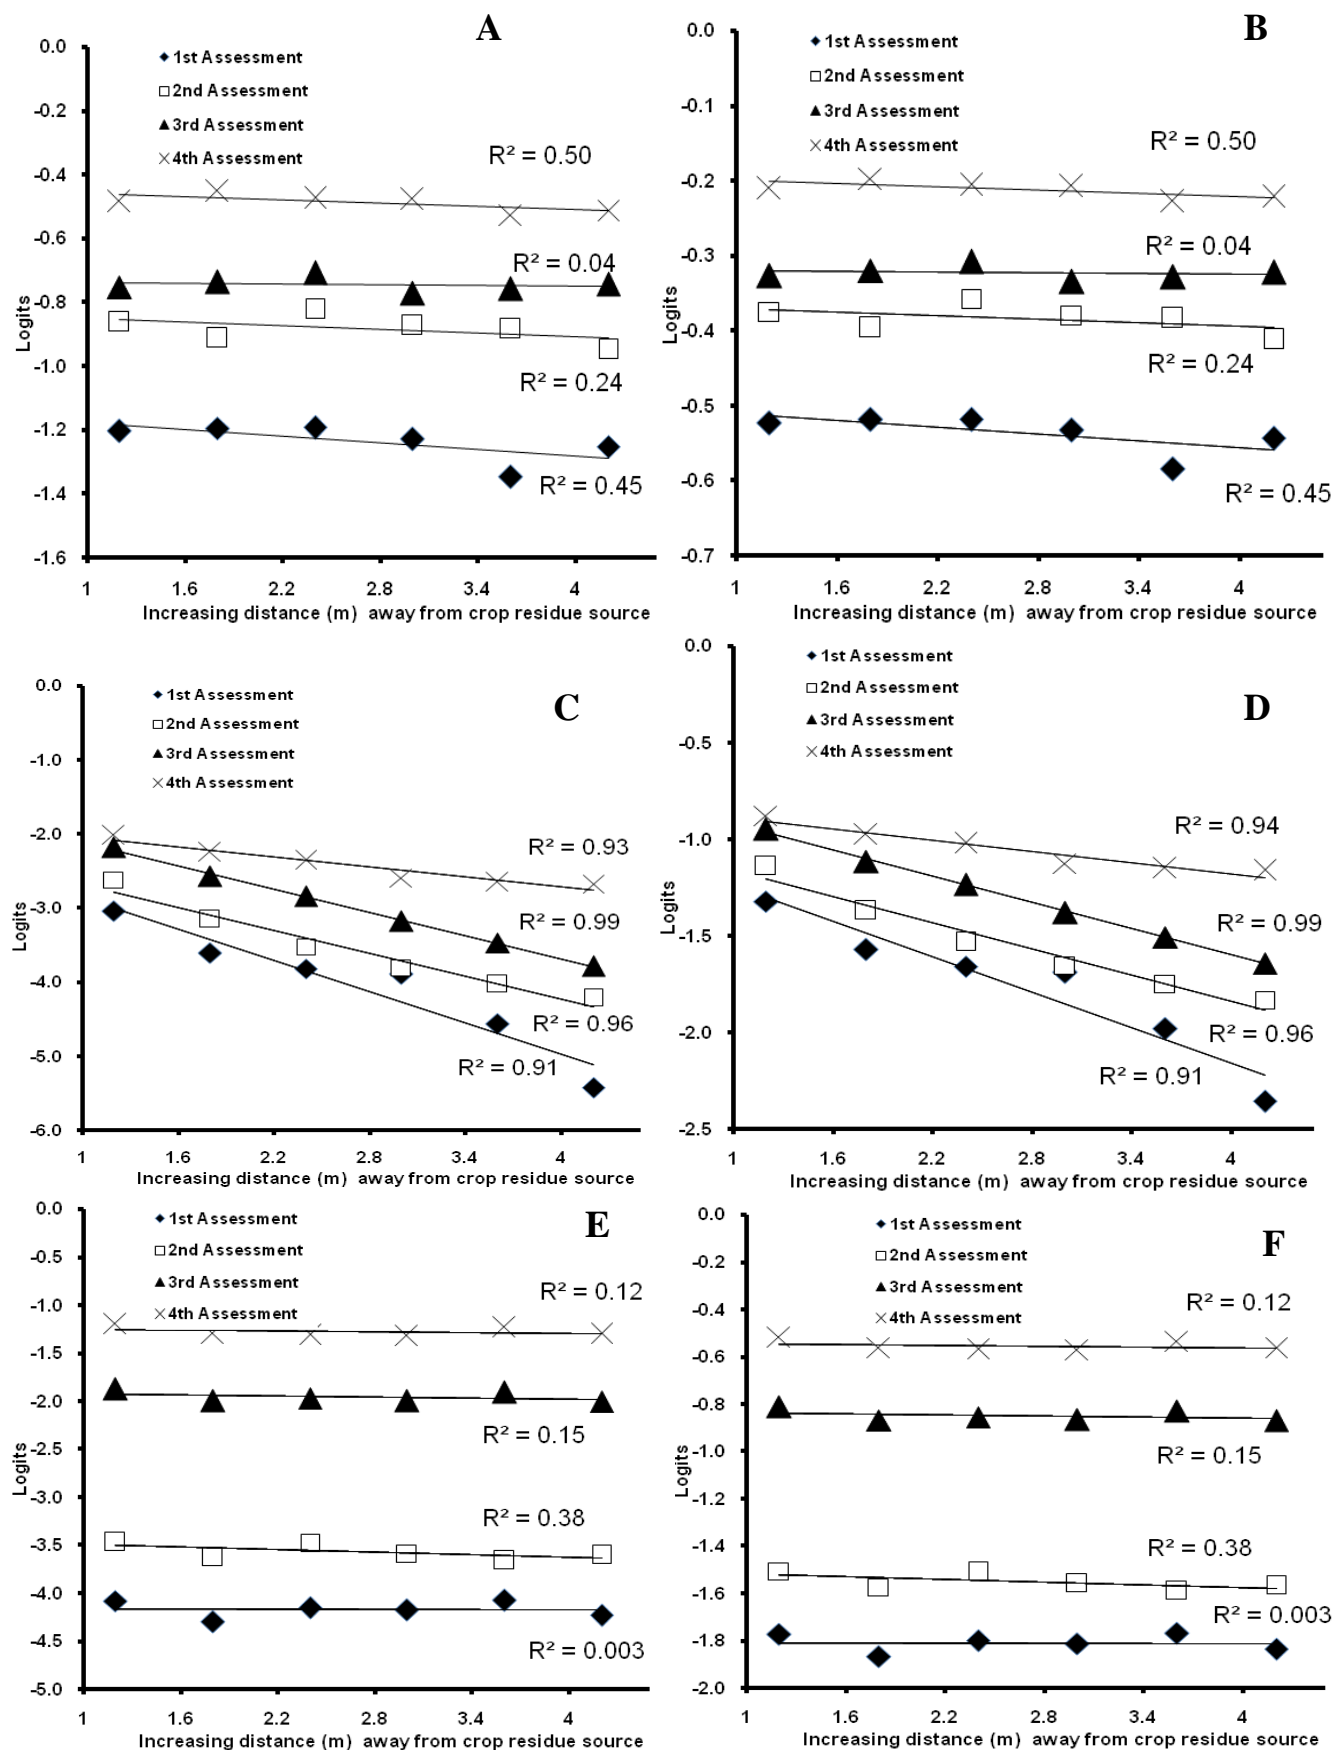 A
0.0
-0.2
-0.4
-0.6
-0.8
-1.0
-1.2
-1.4
-1.6
Logits
1st Assessment
2nd Assessment
3rd Assessment
4th Assessment
R² = 0.50
R² = 0.04
R² = 0.24
R² = 0.45
1 1.6 2.2 2.8 3.4 4
Increasing distance (m) away from crop residue source
B
0.0
-0.1
-0.2
-0.3
-0.4
-0.5
-0.6
-0.7
Logits
1st Assessment
2nd Assessment
3rd Assessment
4th Assessment
R² = 0.50
R² = 0.04
R² = 0.24
R² = 0.45
1 1.6 2.2 2.8 3.4 4
Increasing distance (m) away from crop residue source
C
0.0
-1.0
-2.0
-3.0
-4.0
-5.0
-6.0
Logits
1st Assessment
2nd Assessment
3rd Assessment
4th Assessment
R² = 0.93
R² = 0.99
R² = 0.96
R² = 0.91
1 1.6 2.2 2.8 3.4 4
Increasing distance (m) away from crop residue source
D
0.0
-0.5
-1.0
-1.5
-2.0
-2.5
Logits
1st Assessment
2nd Assessment
3rd Assessment
4th Assessment
R² = 0.94
R² = 0.99
R² = 0.96
R² = 0.91
1 1.6 2.2 2.8 3.4 4
Increasing distance (m) away from crop residue source
E
0.0
-0.5
-1.0
-1.5
-2.0
-2.5
-3.0
-3.5
-4.0
-4.5
-5.0
Logits
1st Assessment
2nd Assessment
3rd Assessment
4th Assessment
R² = 0.12
R² = 0.15
R² = 0.38
R² = 0.003
1 1.6 2.2 2.8 3.4 4
Increasing distance (m) away from crop residue source
F
0.0
-0.2
-0.4
-0.6
-0.8
-1.0
-1.2
-1.4
-1.6
-1.8
-2.0
Logits
1st Assessment
2nd Assessment
3rd Assessment
4th Assessment
R² = 0.12
R² = 0.15
R² = 0.38
R² = 0.003
1 1.6 2.2 2.8 3.4 4
Increasing distance (m) away from crop residue source